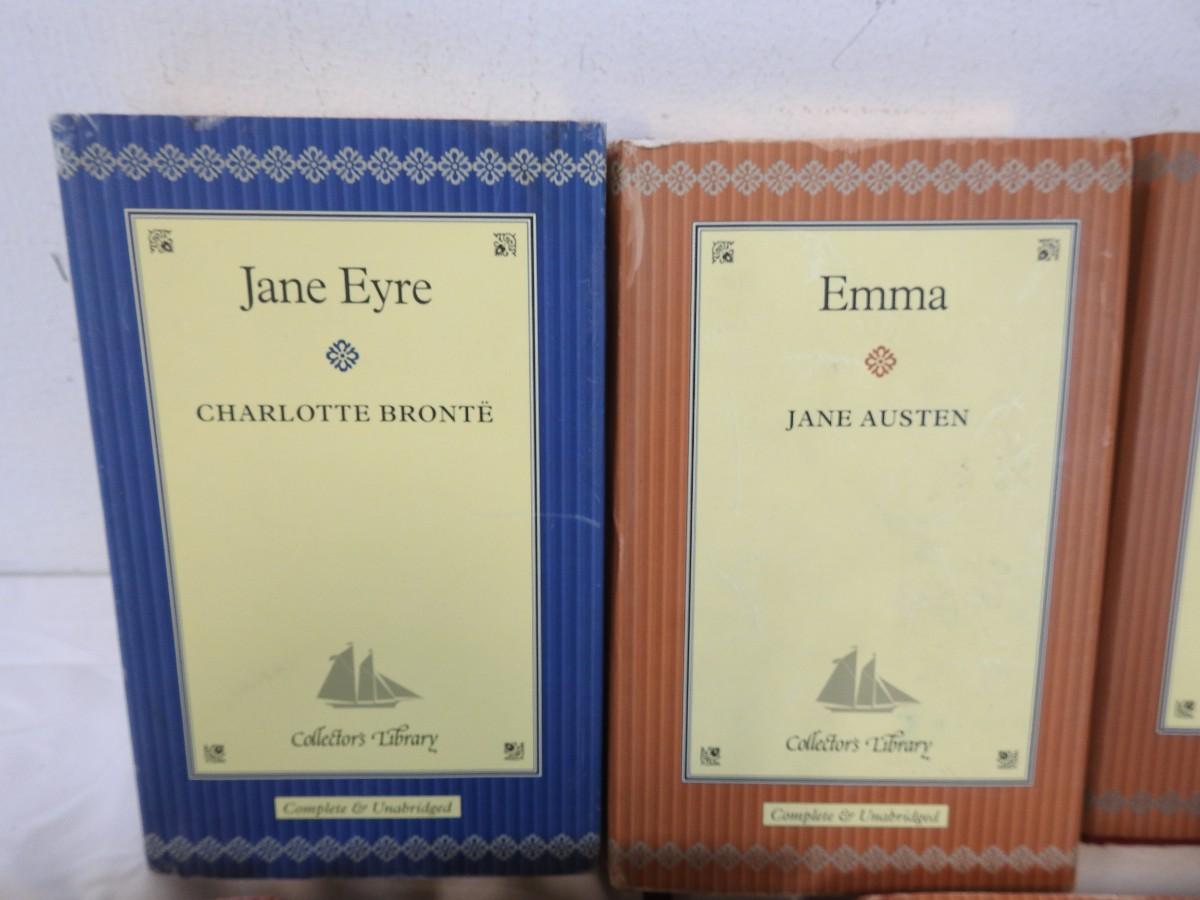 Jane Eyre
CHARLOTTE BRONTË
Collector's Library
Complete & Unabridged
Emma
JANE AUSTEN
Collector's Library
Complete & Unabridged